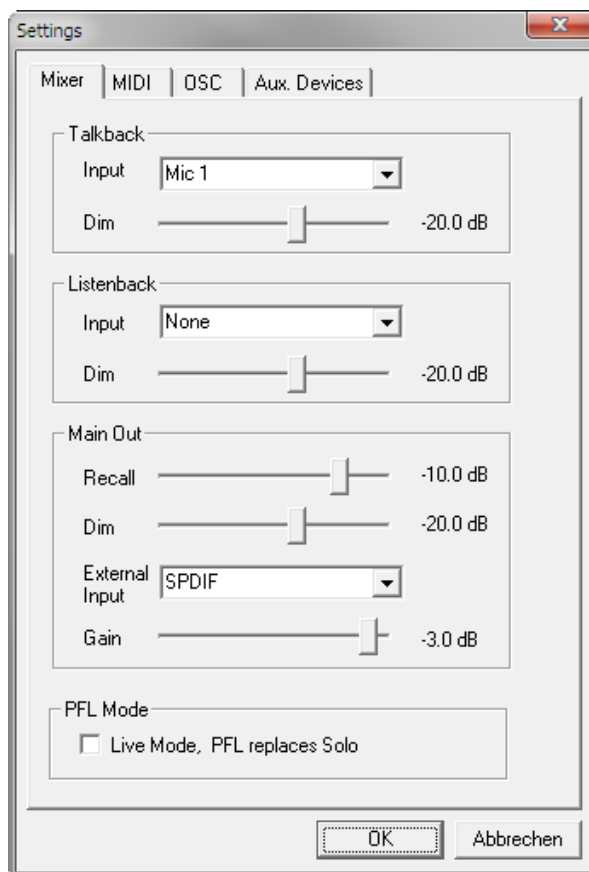 Settings
Mixer MIDI OSC Aux. Devices
Talkback
Input Mic 1
Dim -20.0 dB
Listenback
Input None
Dim -20.0 dB
Main Out
Recall -10.0 dB
Dim -20.0 dB
External
Input
SPDIF
Gain -3.0 dB
PFL Mode
Live Mode, PFL replaces Solo
OK Abbrechen